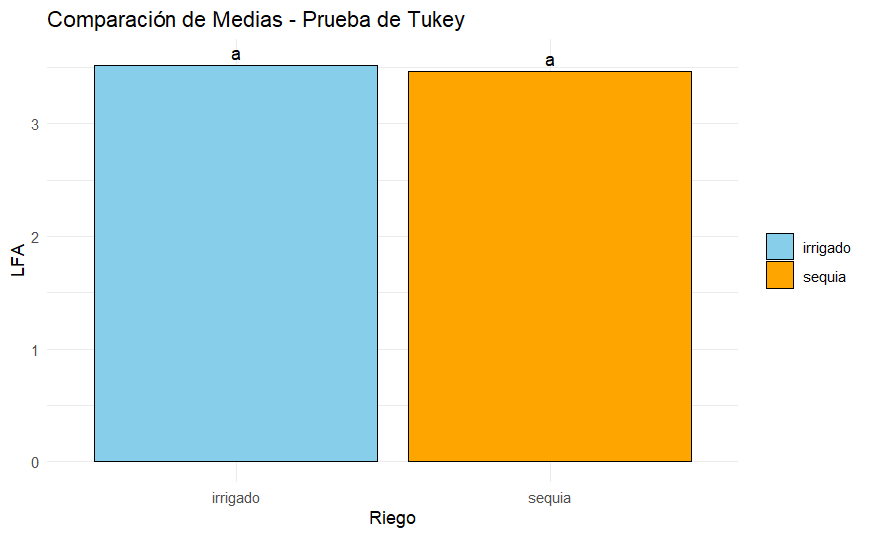 Comparación de Medias - Prueba de Tukey
a
a
3
2
1
0
LFA
irrigado
sequia
Riego
irrigado
sequia